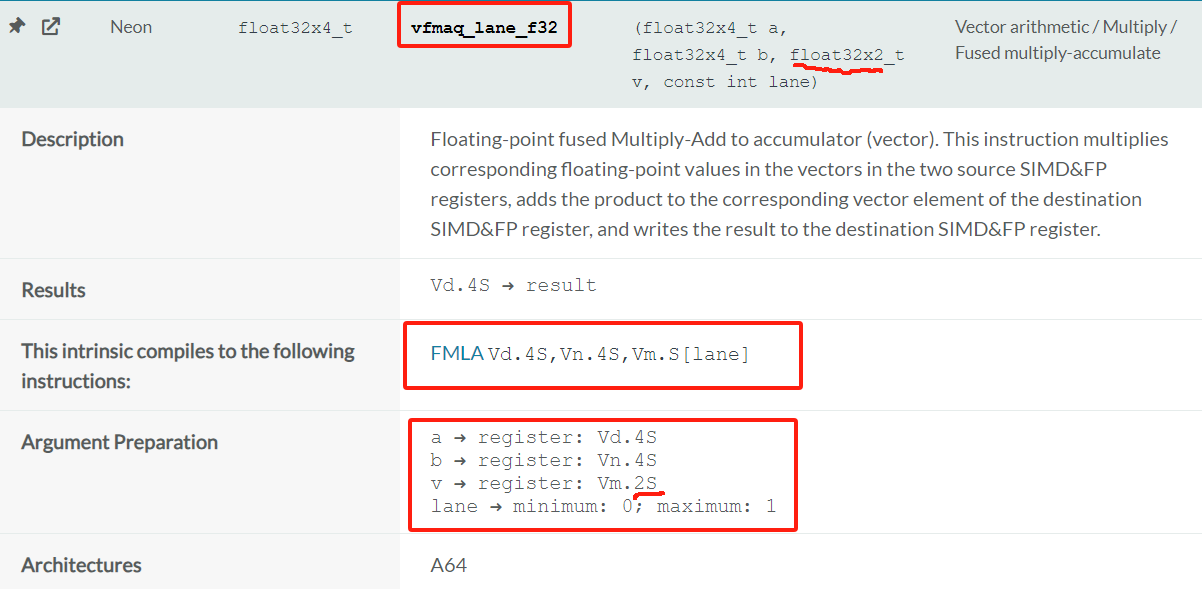 Neon float32x4_t vfmaq_lane_f32 (float32x4_t a, Vector arithmetic / Multiply /
float32x4_t b, float32x2_t Fused multiply-accumulate
v, const int lane)
Description Floating-point fused Multiply-Add to accumulator (vector). This instruction multiplies
corresponding floating-point values in the vectors in the two source SIMD&FP
registers, adds the product to the corresponding vector element of the destination
SIMD&FP register, and writes the result to the destination SIMD&FP register.
Results Vd.4S → result
This intrinsic compiles to the following
instructions:
FMLA Vd.4S,Vn.4S,Vm.S[lane]
Argument Preparation
a → register: Vd.4S
b → register: Vn.4S
v → register: Vm.2S
lane → minimum: 0; maximum: 1
Architectures A64